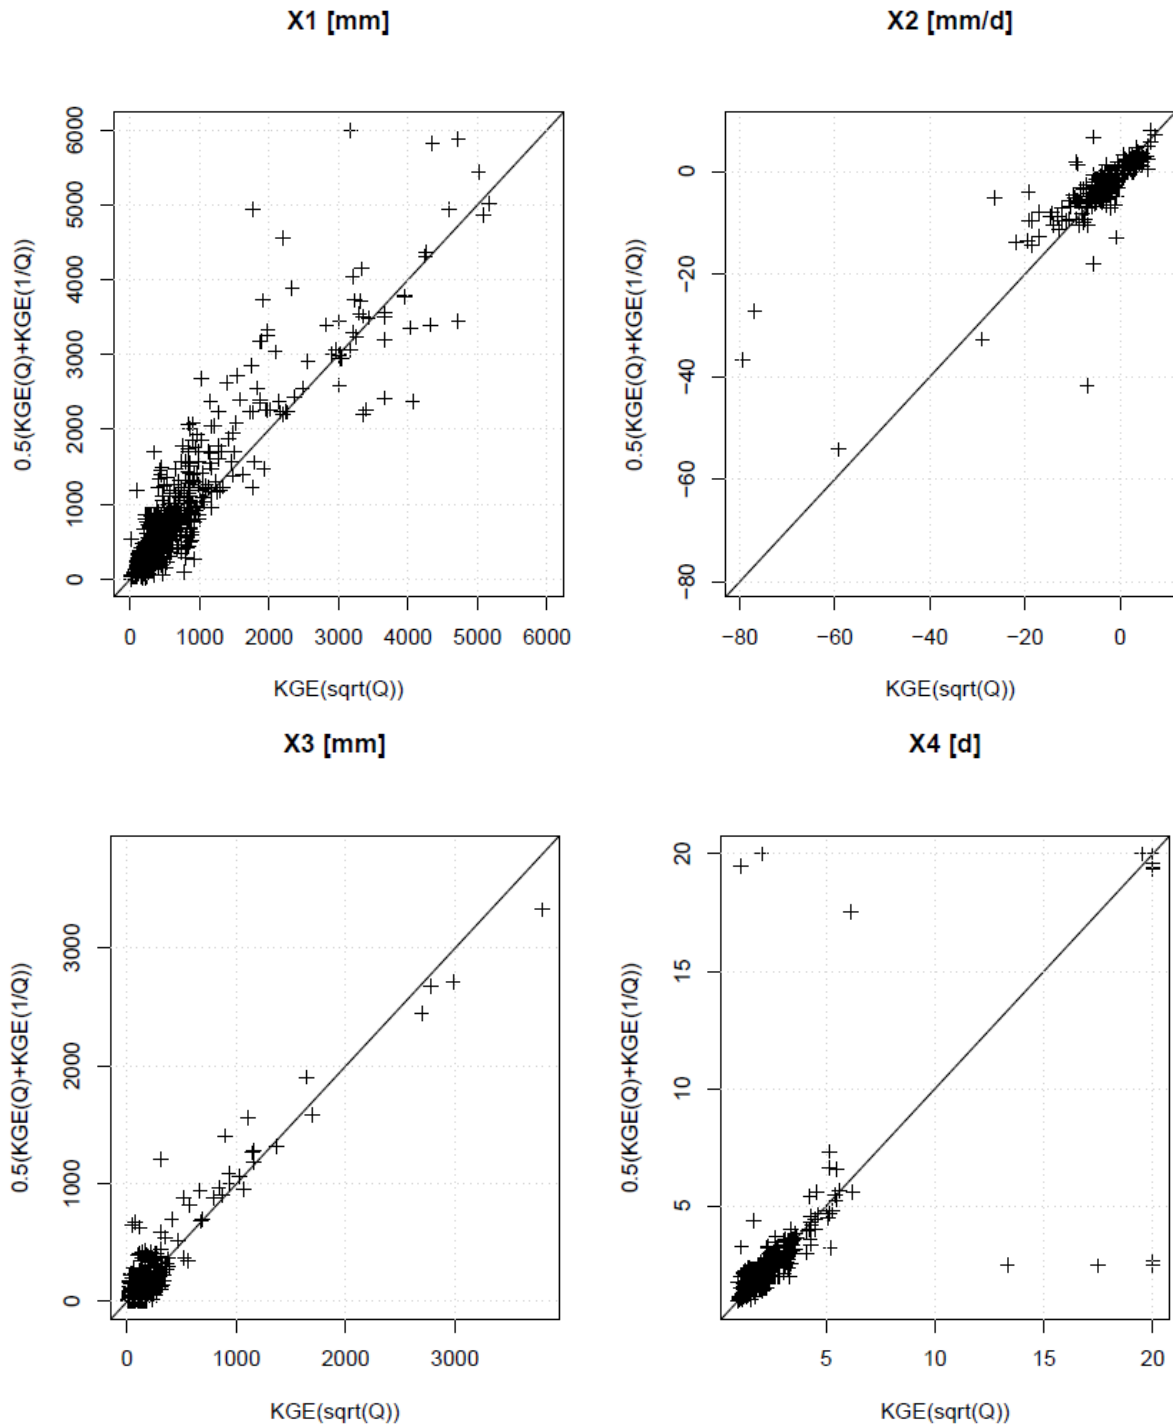 X1 [mm]
0.5(KGE(Q)+KGE(1/Q))
6000
5000
4000
3000
2000
1000
0
0 1000 2000 3000 4000 5000 6000
KGE(sqrt(Q))
X2 [mm/d]
0.5(KGE(Q)+KGE(1/Q))
0
−20
−40
−60
−80
−80 −60 −40 −20 0
KGE(sqrt(Q))
X3 [mm]
0.5(KGE(Q)+KGE(1/Q))
3000
2000
1000
0
0 1000 2000 3000
KGE(sqrt(Q))
X4 [d]
0.5(KGE(Q)+KGE(1/Q))
20
15
10
5
5 10 15 20
KGE(sqrt(Q))